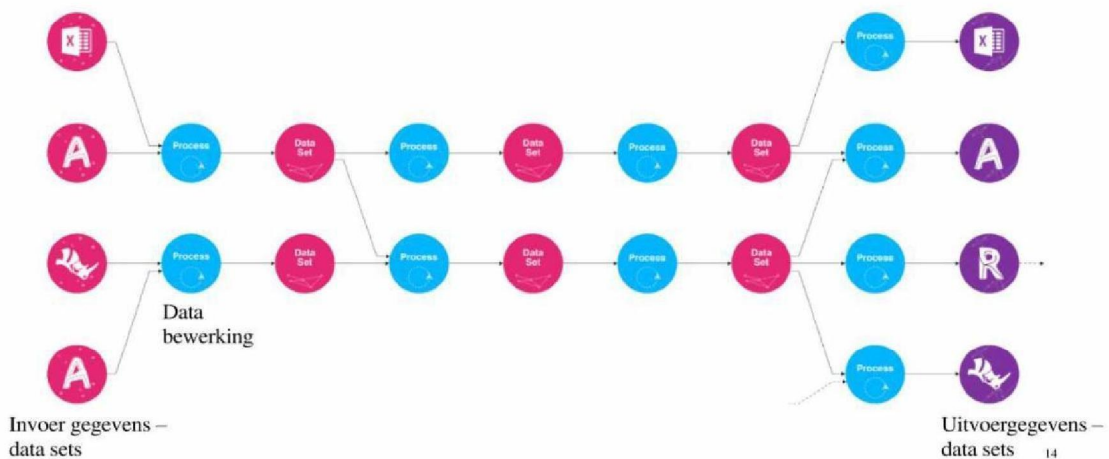 X
Process
X
A
Process
Data
Set
Process
Data
Set
Process
Data
Set
Process
A
Process
Data
Set
Process
Data
Set
Process
Data
Set
Process
R
Data
bewerking
A
Process
Invoer gegevens –
data sets
Uitvoergegevens –
data sets 14